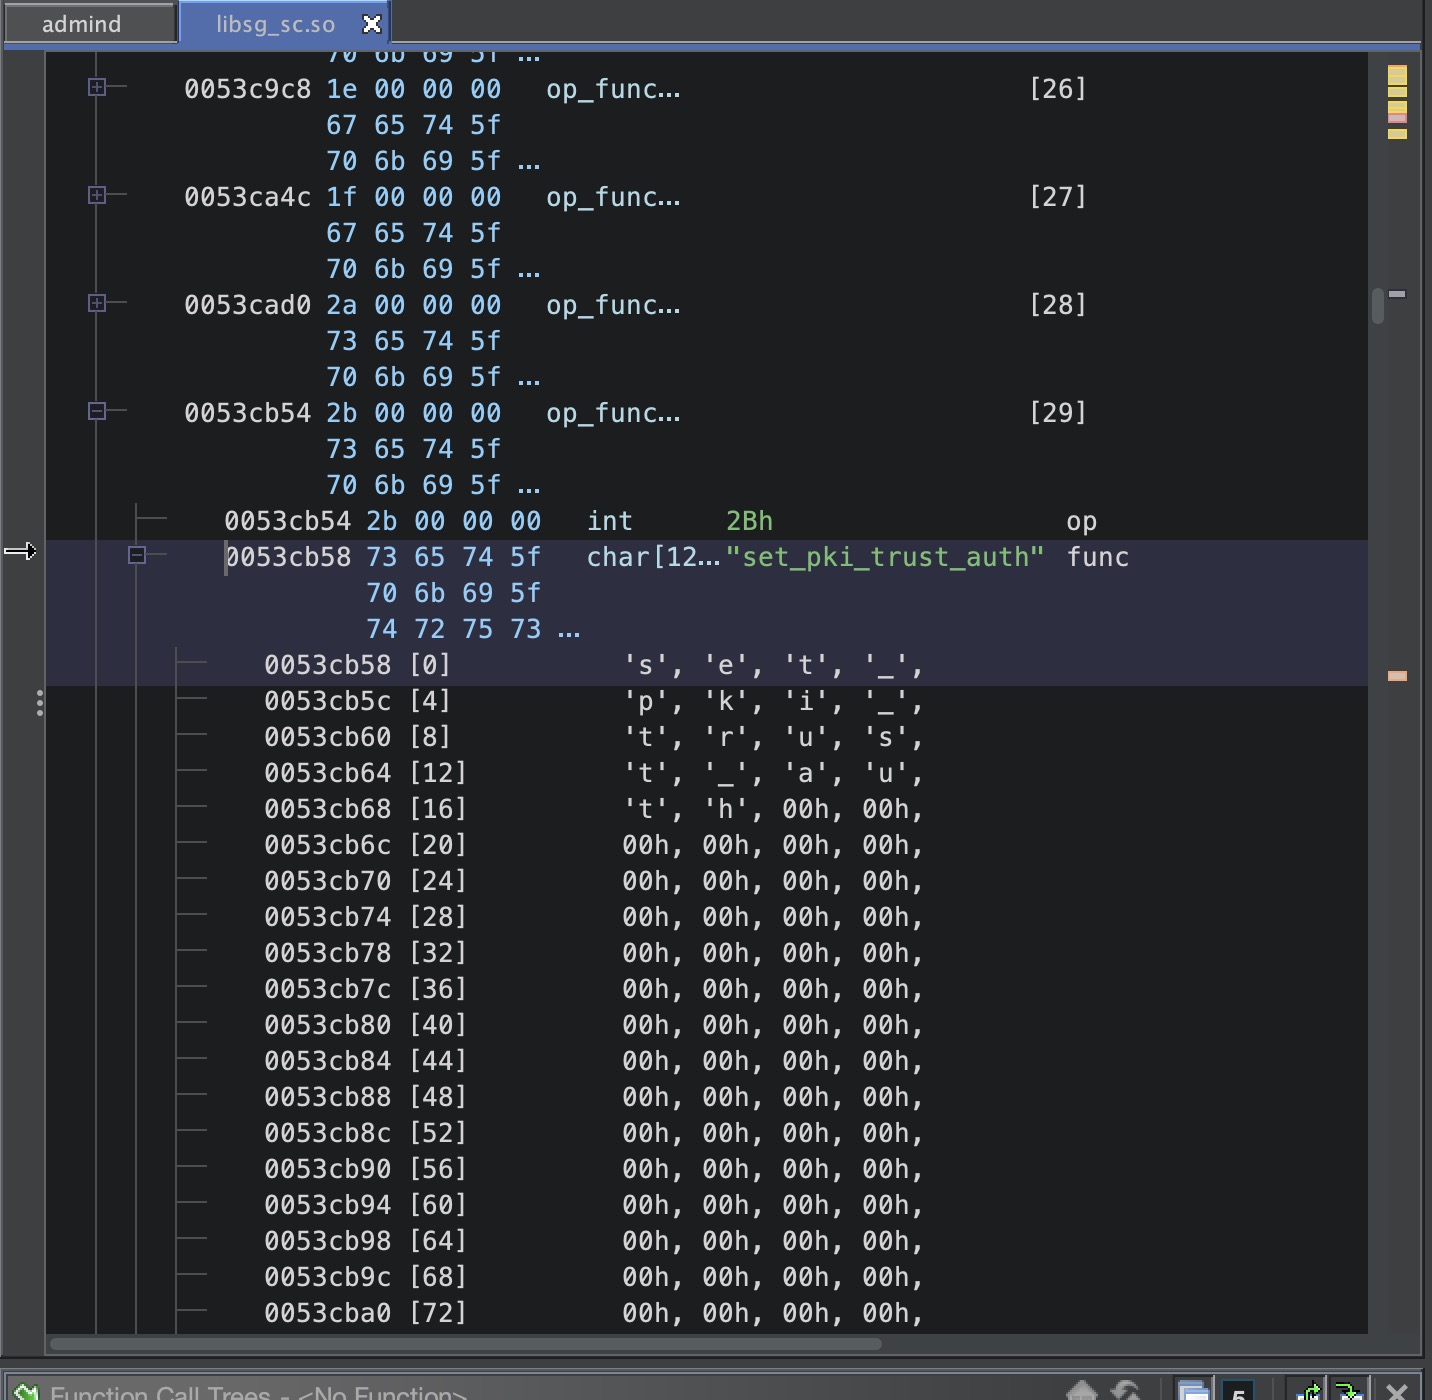 admind
libsg_sc.so
70 6b 69 5f ...
0053c9c8 1e 00 00 00 op_func... [26]
67 65 74 5f
70 6b 69 5f ...
0053ca4c 1f 00 00 00 op_func... [27]
67 65 74 5f
70 6b 69 5f ...
0053cad0 2a 00 00 00 op_func... [28]
73 65 74 5f
70 6b 69 5f ...
0053cb54 2b 00 00 00 op_func... [29]
73 65 74 5f
70 6b 69 5f ...
0053cb54 2b 00 00 00 int 2Bh op
0053cb58 73 65 74 5f char[12..."set_pki_trust_auth" func
70 6b 69 5f
74 72 75 73 ...
0053cb58 [0] 's', 'e', 't', '_',
0053cb5c [4] 'p', 'k', 'i', '_',
0053cb60 [8] 't', 'r', 'u', 's',
0053cb64 [12] 't', '_', 'a', 'u',
0053cb68 [16] 't', 'h', 00h, 00h,
0053cb6c [20] 00h, 00h, 00h, 00h,
0053cb70 [24] 00h, 00h, 00h, 00h,
0053cb74 [28] 00h, 00h, 00h, 00h,
0053cb78 [32] 00h, 00h, 00h, 00h,
0053cb7c [36] 00h, 00h, 00h, 00h,
0053cb80 [40] 00h, 00h, 00h, 00h,
0053cb84 [44] 00h, 00h, 00h, 00h,
0053cb88 [48] 00h, 00h, 00h, 00h,
0053cb8c [52] 00h, 00h, 00h, 00h,
0053cb90 [56] 00h, 00h, 00h, 00h,
0053cb94 [60] 00h, 00h, 00h, 00h,
0053cb98 [64] 00h, 00h, 00h, 00h,
0053cb9c [68] 00h, 00h, 00h, 00h,
0053cba0 [72] 00h, 00h, 00h, 00h,
Function Call Trees - <No Function>
5